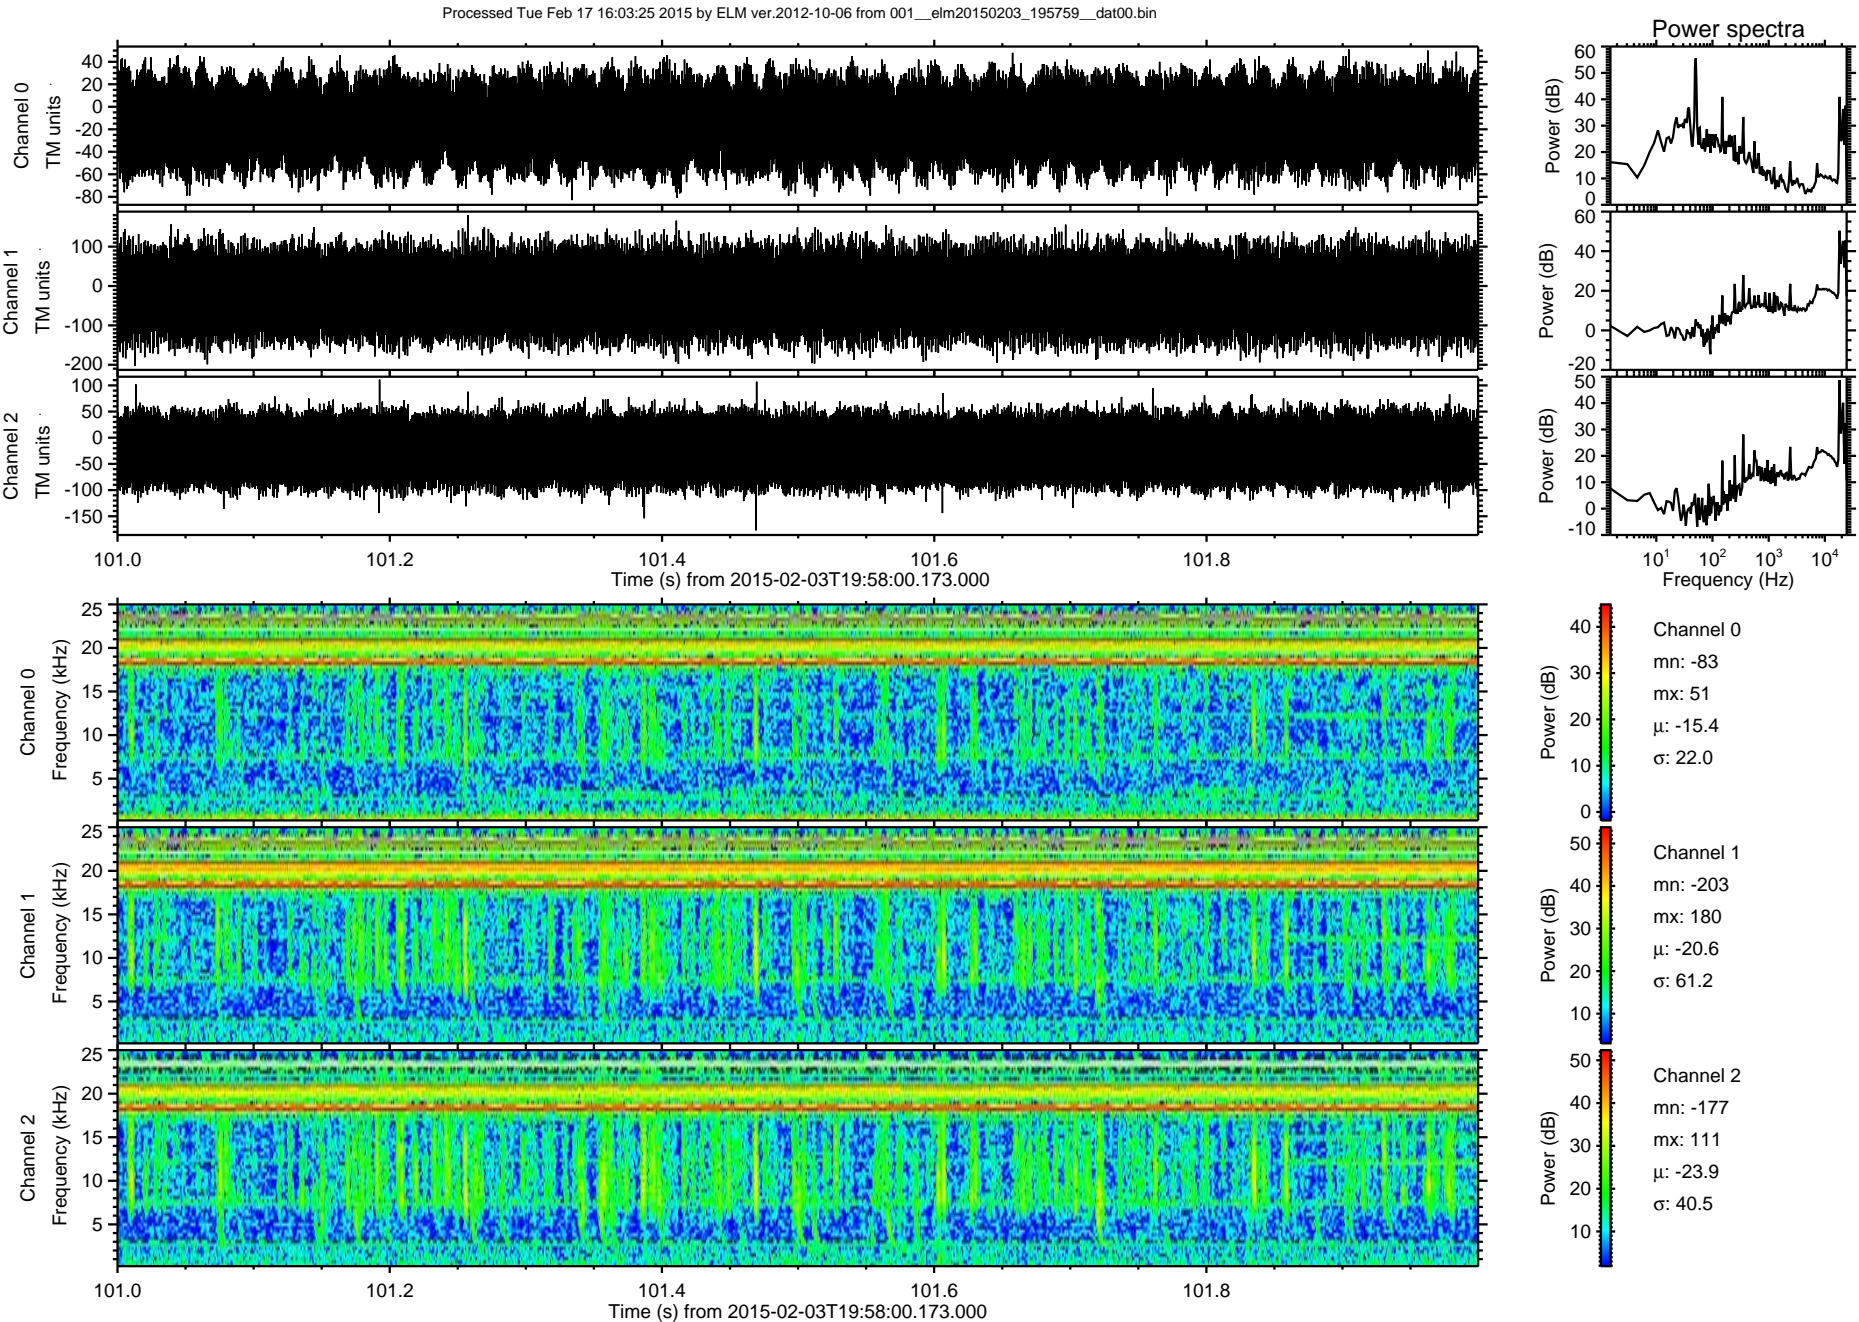 Processed Tue Feb 17 16:03:25 2015 by ELM ver.2012-10-06 from 001__elm20150203_195759__dat00.bin
Power spectra
Channel 0
TM units
40
20
0
-20
-40
-60
-80
Power (dB)
60
50
40
30
20
10
0
Channel 1
TM units
100
0
-100
-200
Power (dB)
60
40
20
0
-20
Channel 2
TM units
100
50
0
-50
-100
-150
Power (dB)
50
40
30
20
10
0
-10
101.0 101.2 101.4 101.6 101.8
Time (s) from 2015-02-03T19:58:00.173.000
10^1 10^2 10^3 10^4
Frequency (Hz)
Channel 0
Frequency (kHz)
25
20
15
10
5
Power (dB)
40
30
20
10
0
Channel 0
mn: -83
mx: 51
μ: -15.4
σ: 22.0
Channel 1
Frequency (kHz)
25
20
15
10
5
Power (dB)
50
40
30
20
10
Channel 1
mn: -203
mx: 180
μ: -20.6
σ: 61.2
Channel 2
Frequency (kHz)
25
20
15
10
5
Power (dB)
50
40
30
20
10
Channel 2
mn: -177
mx: 111
μ: -23.9
σ: 40.5
101.0 101.2 101.4 101.6 101.8
Time (s) from 2015-02-03T19:58:00.173.000